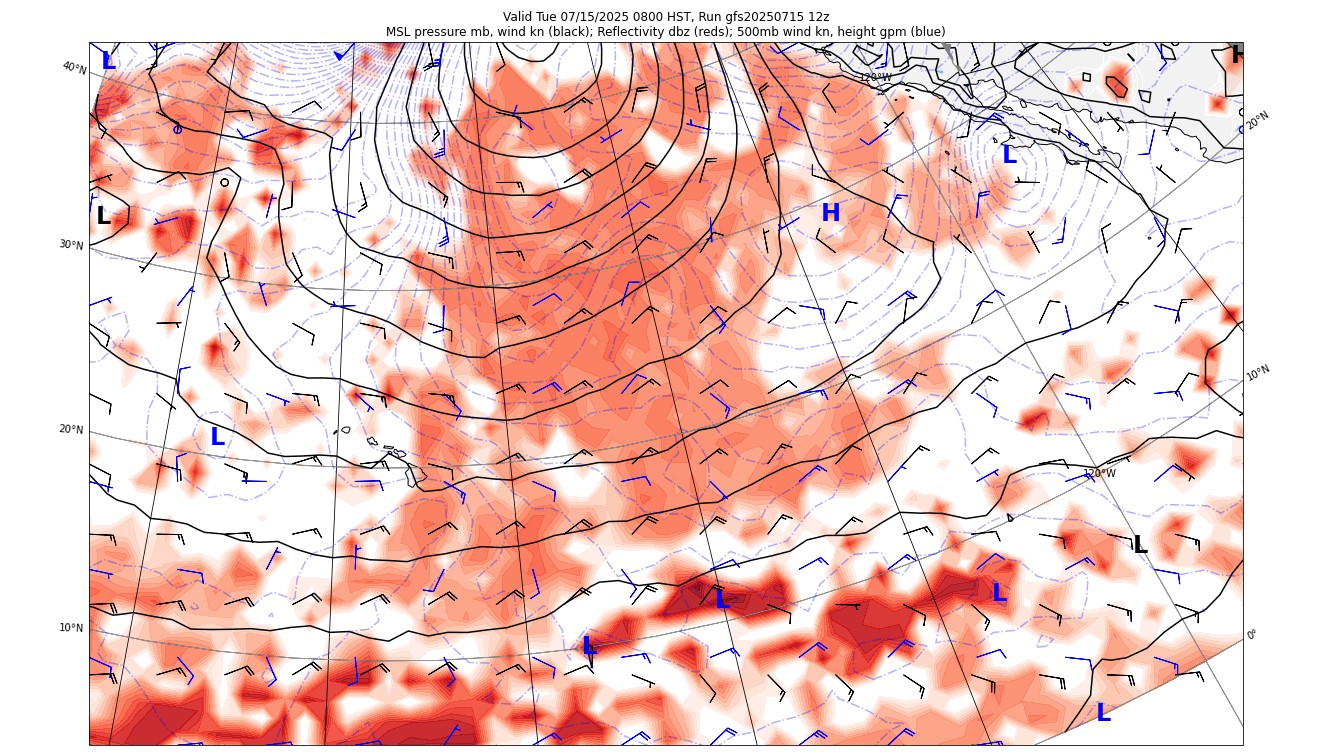 Valid Tue 07/15/2025 0800 HST, Run gfs20250715 12z
MSL pressure mb, wind kn (black); Reflectivity dbz (reds); 500mb wind kn, height gpm (blue)
L
H
40°N
120°W
20°N
L
H
L
30°N
10°N
L
20°N
120°W
L
L
L
10°N
0°
L
L